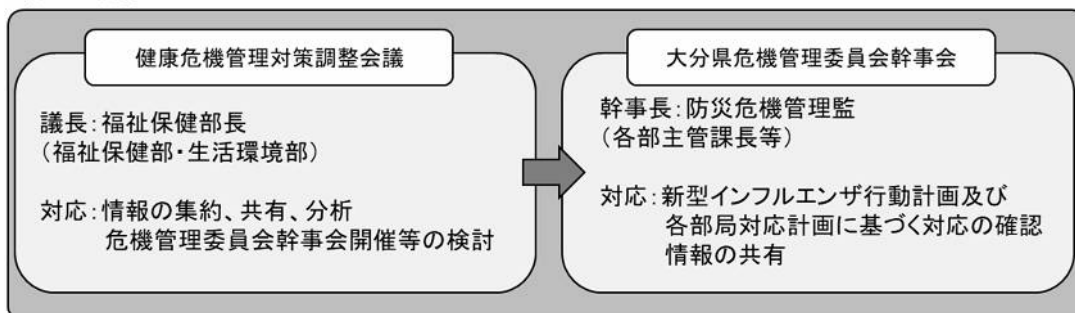 健康危機管理対策調整会議
議長:福祉保健部長
(福祉保健部・生活環境部)
対応:情報の集約、共有、分析
危機管理委員会幹事会開催等の検討
大分県危機管理委員会幹事会
幹事長:防災危機管理監
(各部主管課長等)
対応:新型インフルエンザ行動計画及び
各部局対応計画に基づく対応の確認
情報の共有